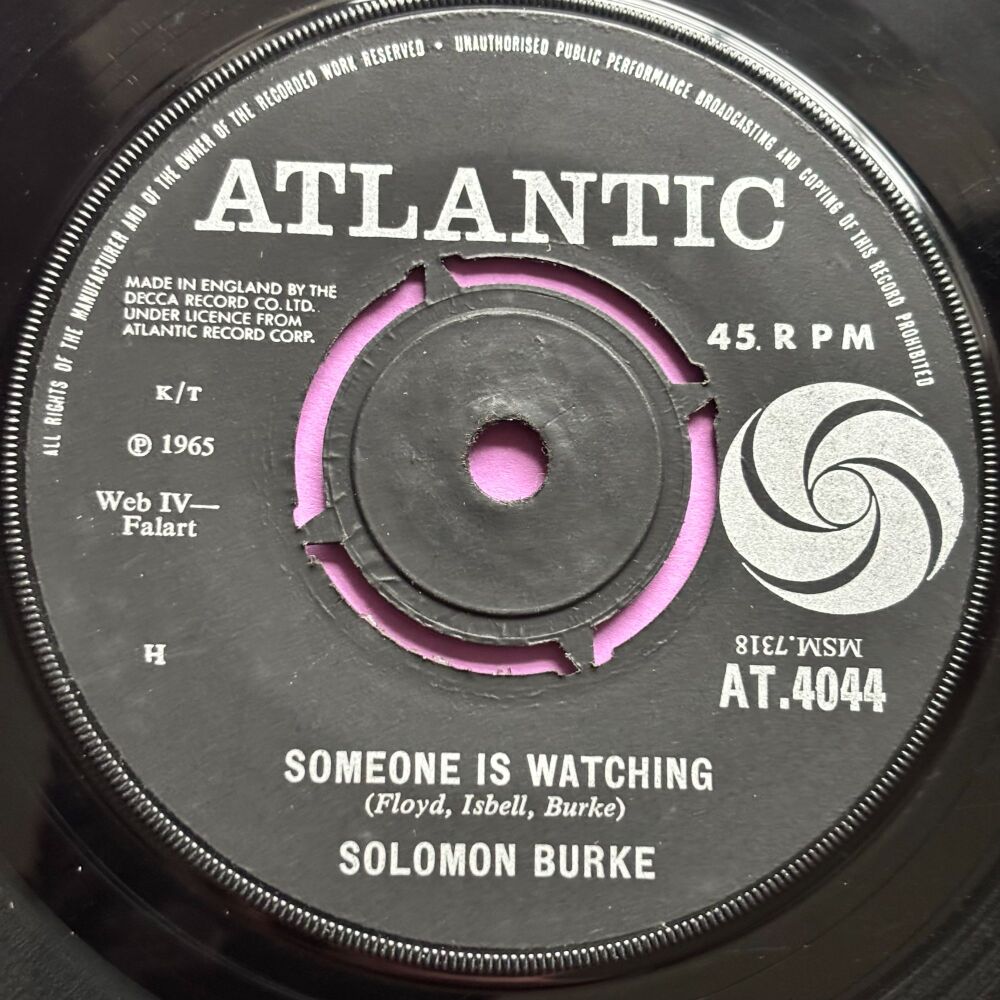 ALL RIGHTS OF THE MANUFACTURER AND OF THE OWNER OF THE RECORDED WORK RESERVED • UNAUTHORISED PUBLIC PERFORMANCE BROADCASTING AND COPYING OF THIS RECORD PROHIBITED
ATLANTIC
MADE IN ENGLAND BY THE
DECCA RECORD CO. LTD.
UNDER LICENCE FROM
ATLANTIC RECORD CORP.
45. R P M
K/T
℗ 1965
Web IV—
Falart
H
MSM.7318
AT.4044
SOMEONE IS WATCHING
(Floyd, Isbell, Burke)
SOLOMON BURKE